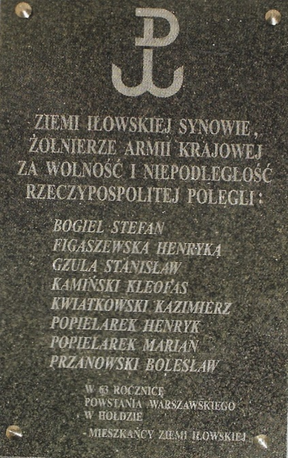 ZIEMI IŁOWSKIEJ SYNOWIE,
ŻOŁNIERZE ARMII KRAJOWEJ
ZA WOLNOŚĆ I NIEPODLEGŁOŚĆ
RZECZYPOSPOLITEJ POLEGLI:
BOGIEL STEFAN
FIGASZEWSKA HENRYKA
GZULA STANISŁAW
KAMIŃSKI KLEOFAS
KWIATKOWSKI KAZIMIERZ
POPIELAREK HENRYK
POPIELAREK MARIAN
PRZANOWSKI BOLESŁAW
W 63 ROCZNICĘ
POWSTANIA WARSZAWSKIEGO
W HOŁDZIE
- MIESZKAŃCY ZIEMI IŁOWSKIEJ